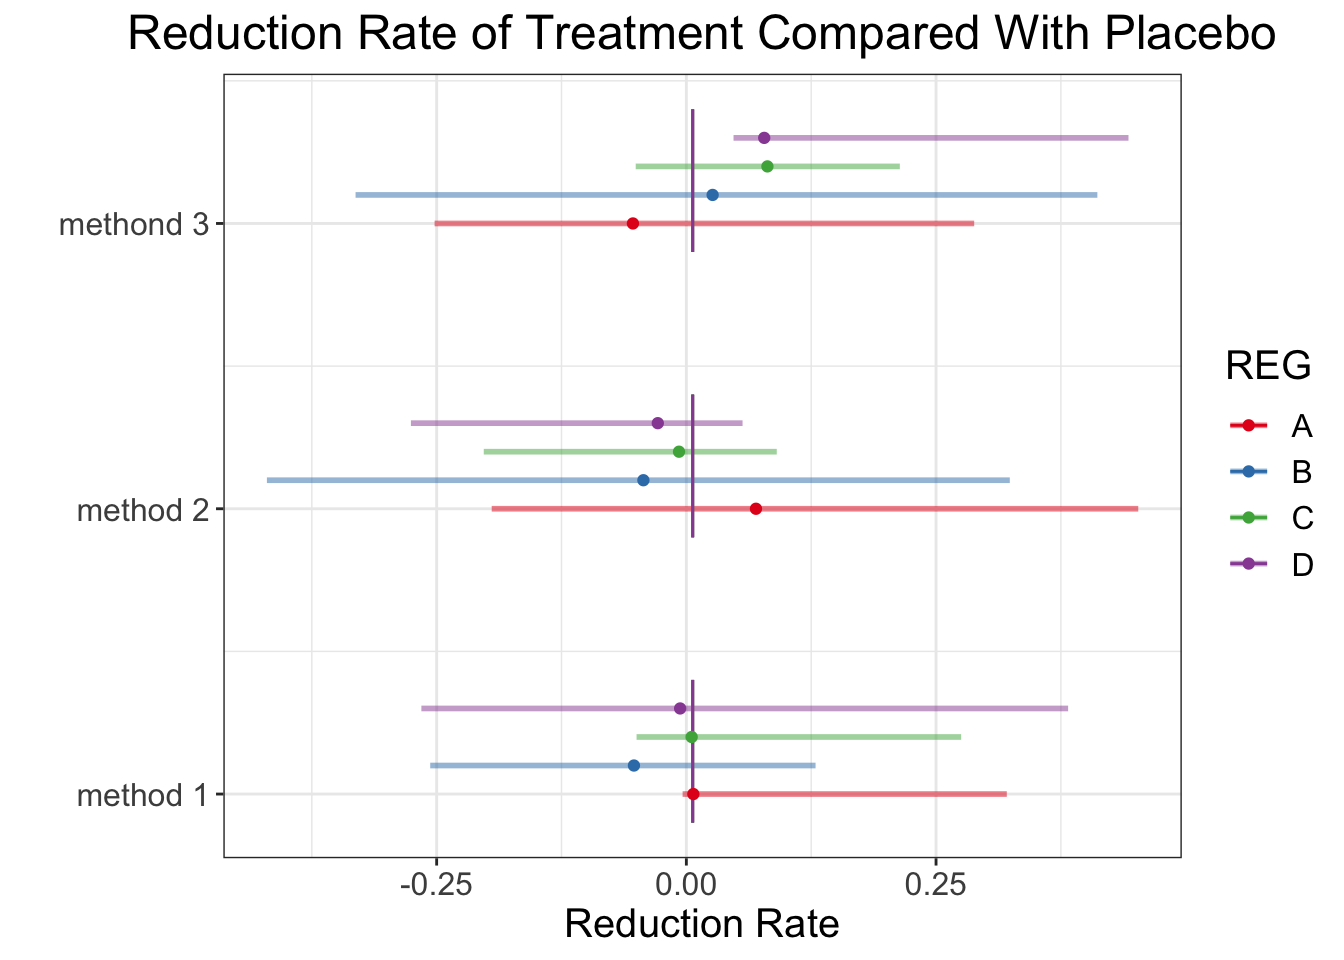 Reduction Rate of Treatment Compared With Placebo
methond 3
method 2
method 1
-0.25 0.00 0.25
Reduction Rate
REG
A
B
C
D